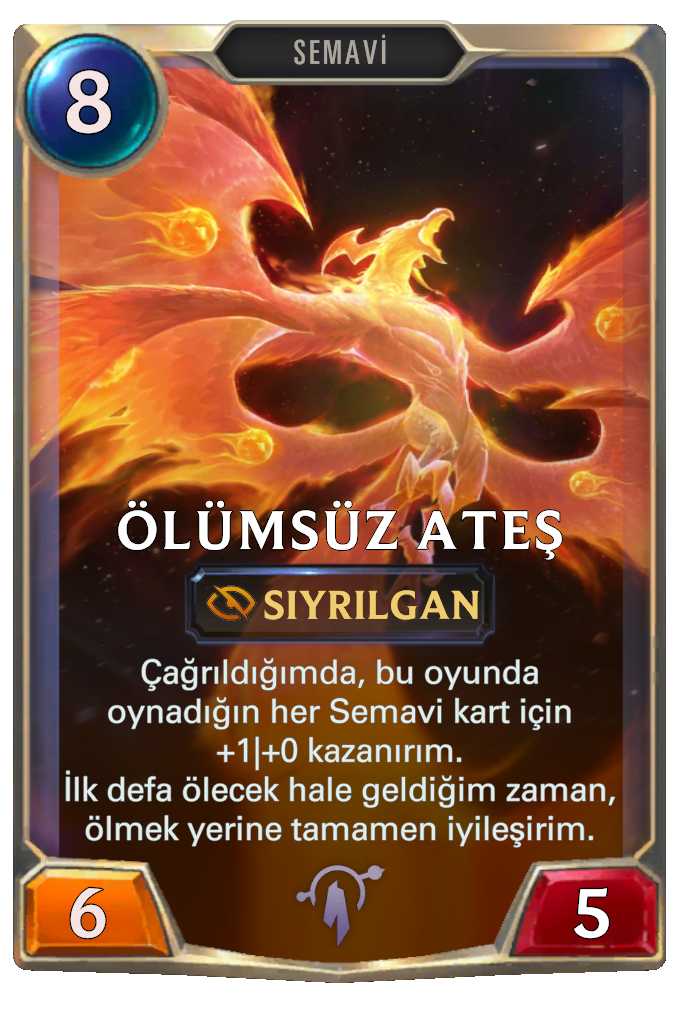 SEMAVİ
8
ÖLÜMSÜZ ATEŞ
SIYRILGAN
Çağrıldığımda, bu oyunda
oynadığın her Semavi kart için
+1|+0 kazanırım.
İlk defa ölecek hale geldiğim zaman,
ölmek yerine tamamen iyileşirim.
6
5